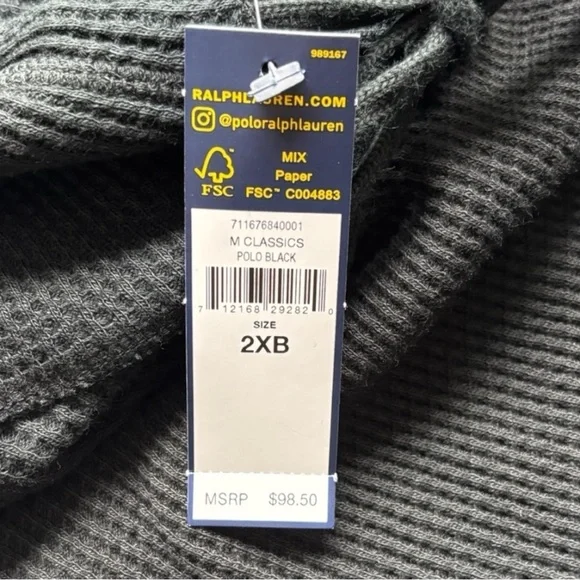 989167
RALPHLAUREN.COM
@poloralphlauren
FSC
MIX
Paper
FSC™ C004883
711676840001
M CLASSICS
POLO BLACK
7 12168 29282 0
SIZE
2XB
MSRP $98.50